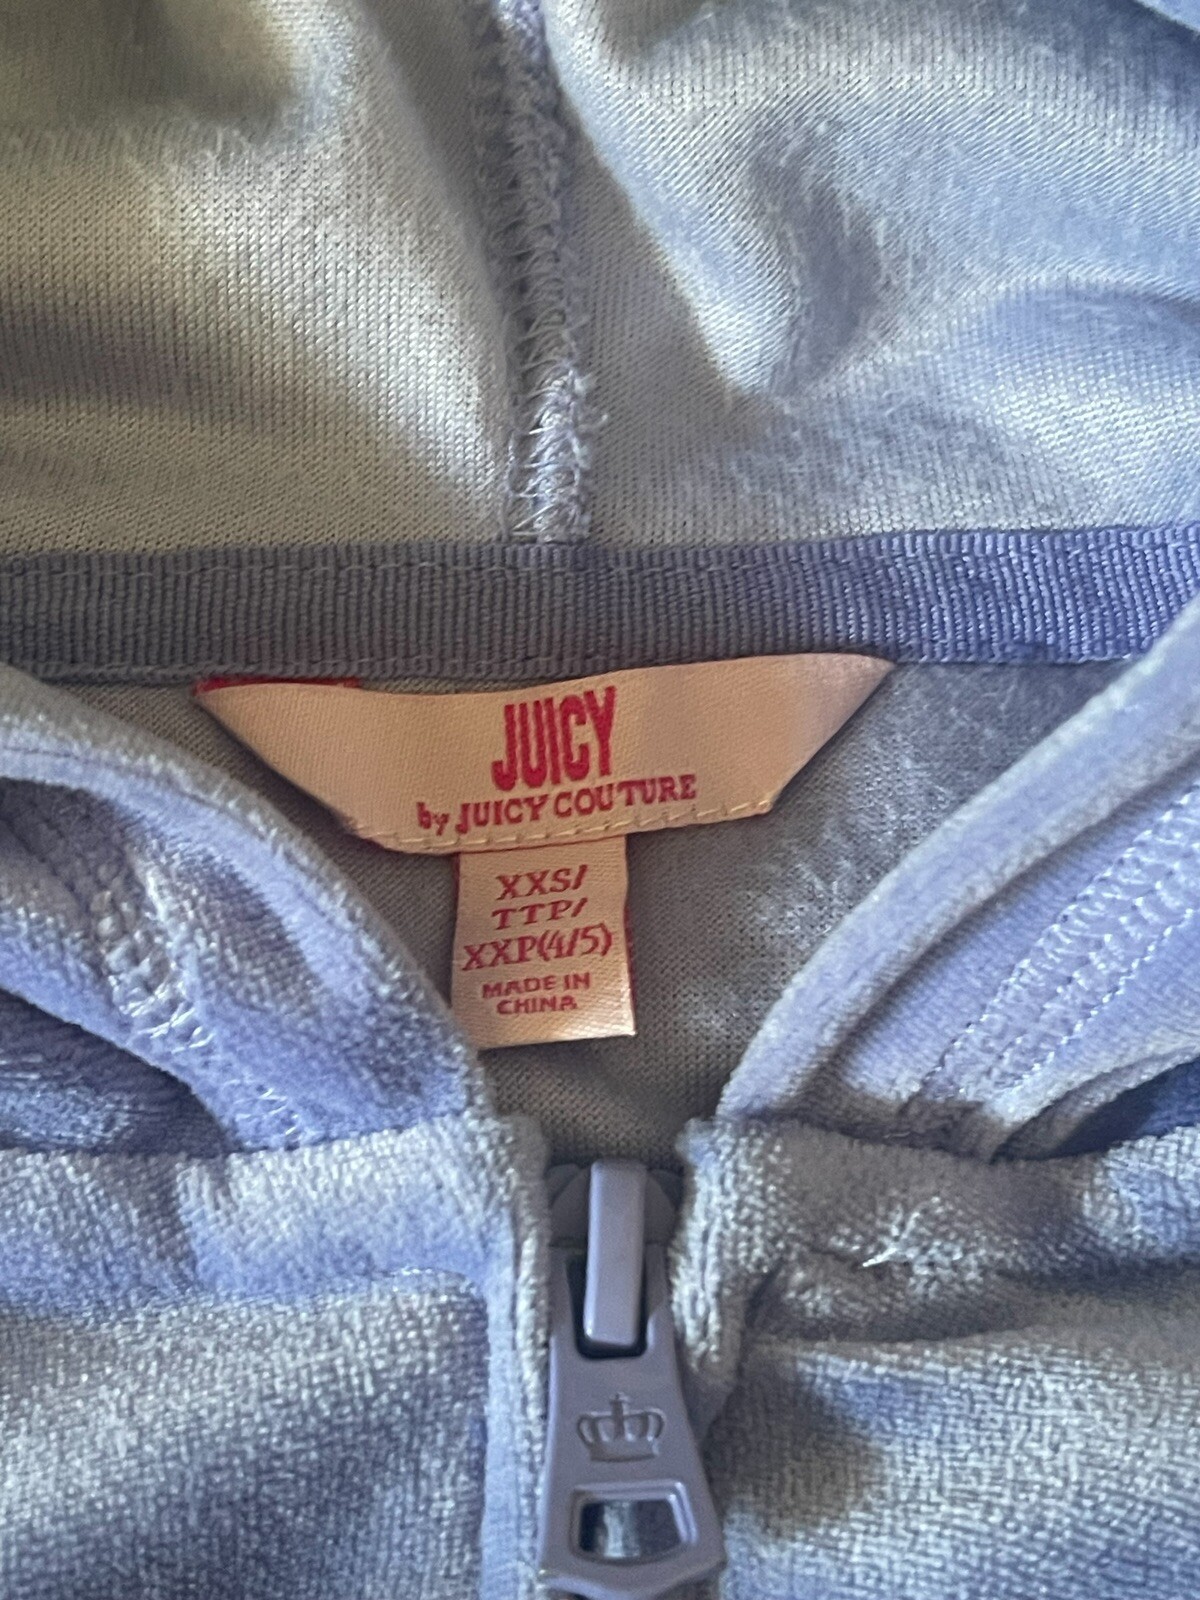 JUICY
by JUICY COUTURE
XXS/
TTP/
XXP(4/5)
MADE IN
CHINA